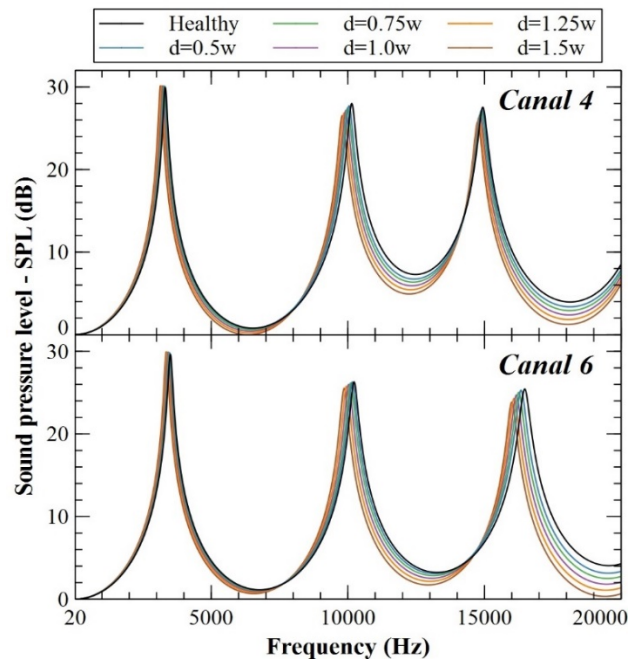 Healthy d=0.75w d=1.25w
d=0.5w d=1.0w d=1.5w
Canal 4
30
20
10
0
Canal 6
30
20
10
0
Sound pressure level - SPL (dB)
20 5000 10000 15000 20000
Frequency (Hz)